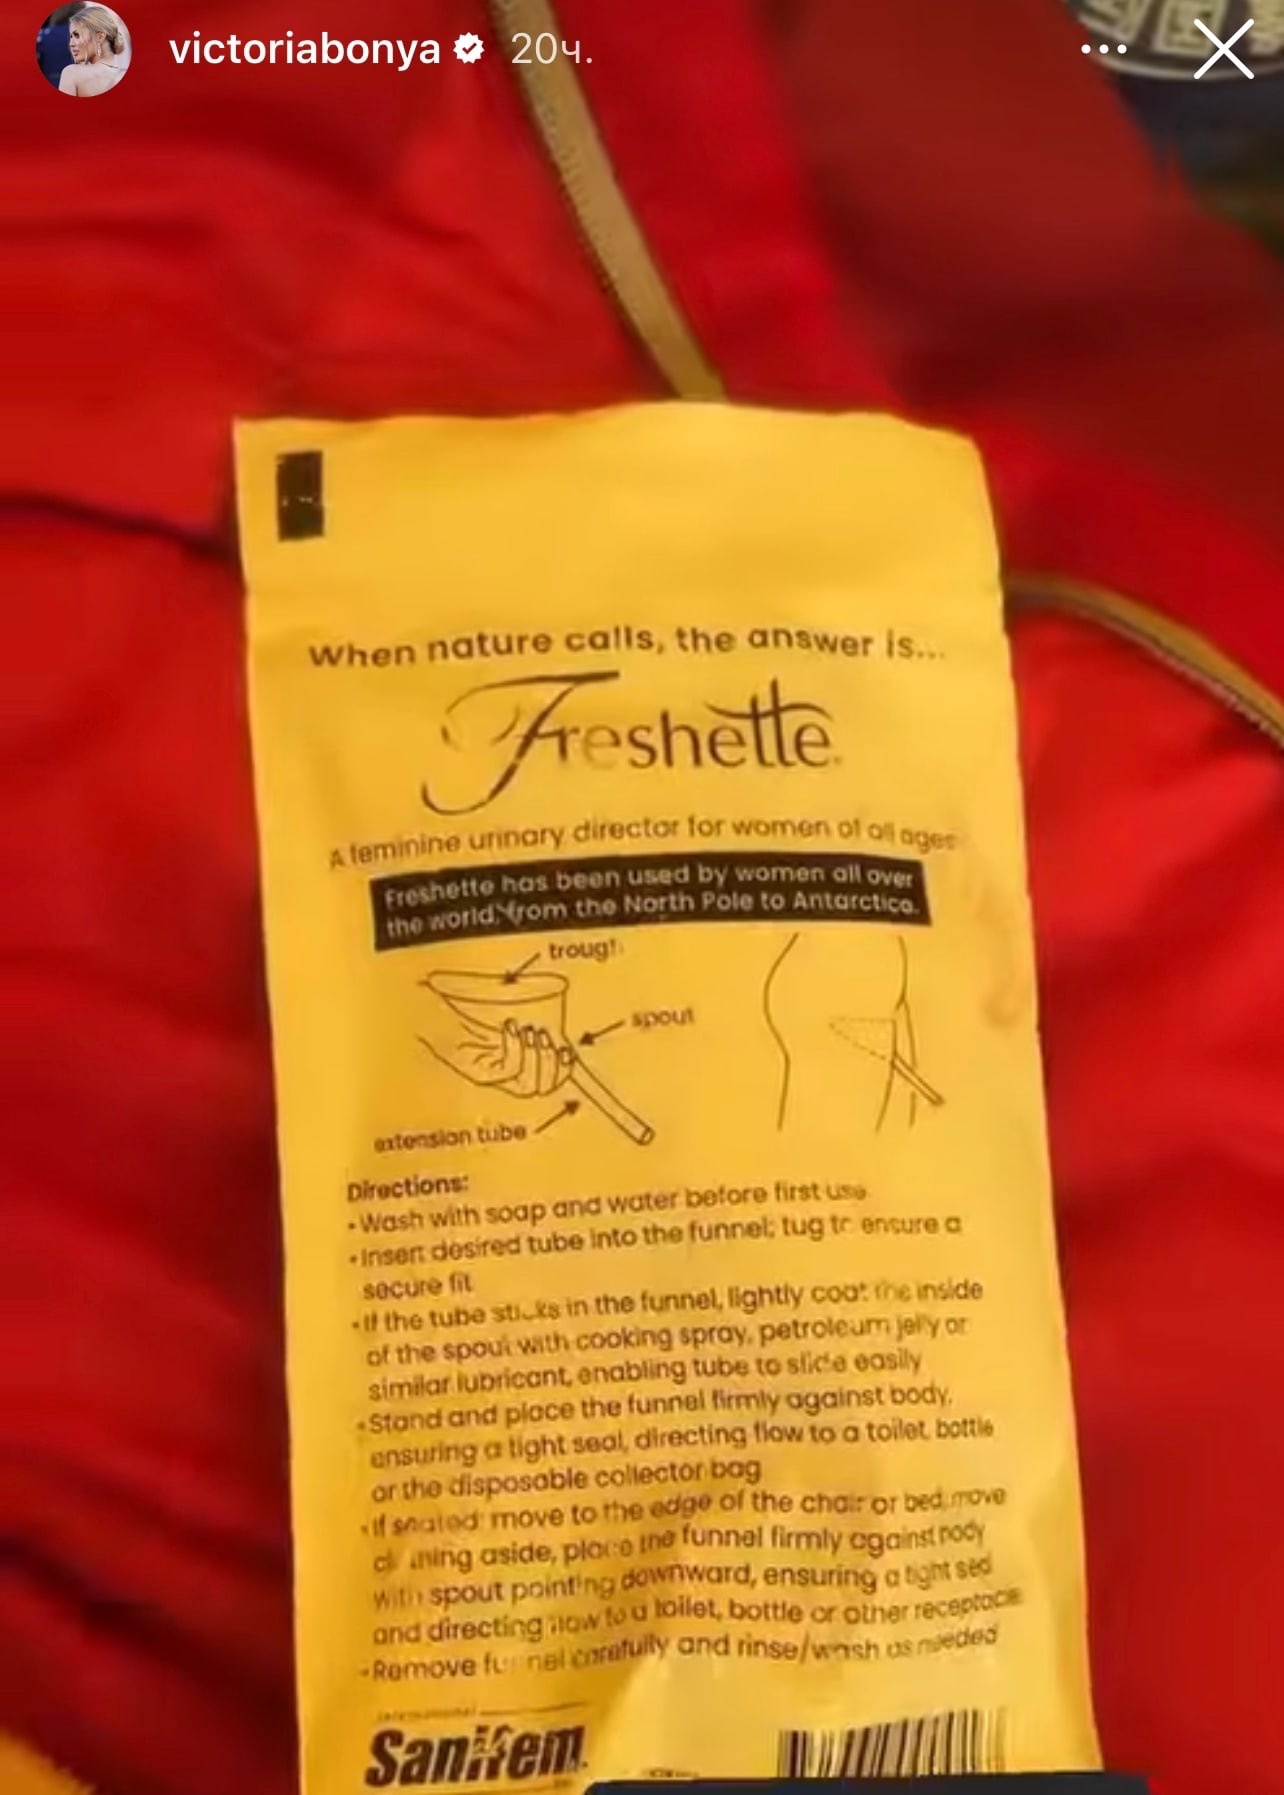 victoriabonya 20ч.
When nature calls, the answer is...
Freshette
A feminine urinary director for women of all ages
Freshette has been used by women all over
the world, from the North Pole to Antarctica.
trough
spout
extension tube
Directions:
• Wash with soap and water before first use
• Insert desired tube into the funnel; tug to ensure a
secure fit
• If the tube sticks in the funnel, lightly coat the inside
of the spout with cooking spray, petroleum jelly or
similar lubricant, enabling tube to slide easily
• Stand and place the funnel firmly against body,
ensuring a tight seal, directing flow to a toilet, bottle
or the disposable collector bag
• If seated: move to the edge of the chair or bed, move
clothing aside, place the funnel firmly against body
with spout pointing downward, ensuring a tight seal
and directing flow to a toilet, bottle or other receptacle
• Remove funnel carefully and rinse/wash as needed
International
Sanifem